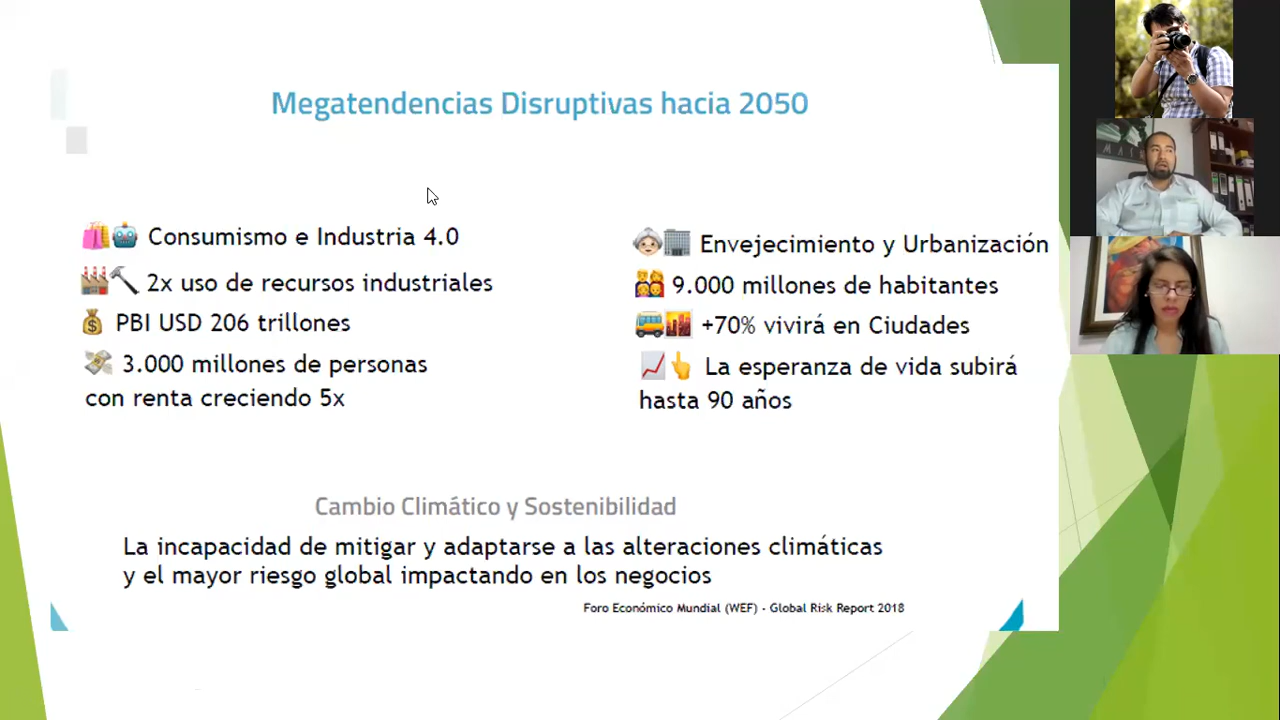 Megatendencias Disruptivas hacia 2050
Consumismo e Industria 4.0
2x uso de recursos industriales
PBI USD 206 trillones
3.000 millones de personas
con renta creciendo 5x
Envejecimiento y Urbanización
9.000 millones de habitantes
+70% vivirá en Ciudades
La esperanza de vida subirá
hasta 90 años
Cambio Climático y Sostenibilidad
La incapacidad de mitigar y adaptarse a las alteraciones climáticas
y el mayor riesgo global impactando en los negocios
Foro Económico Mundial (WEF) - Global Risk Report 2018